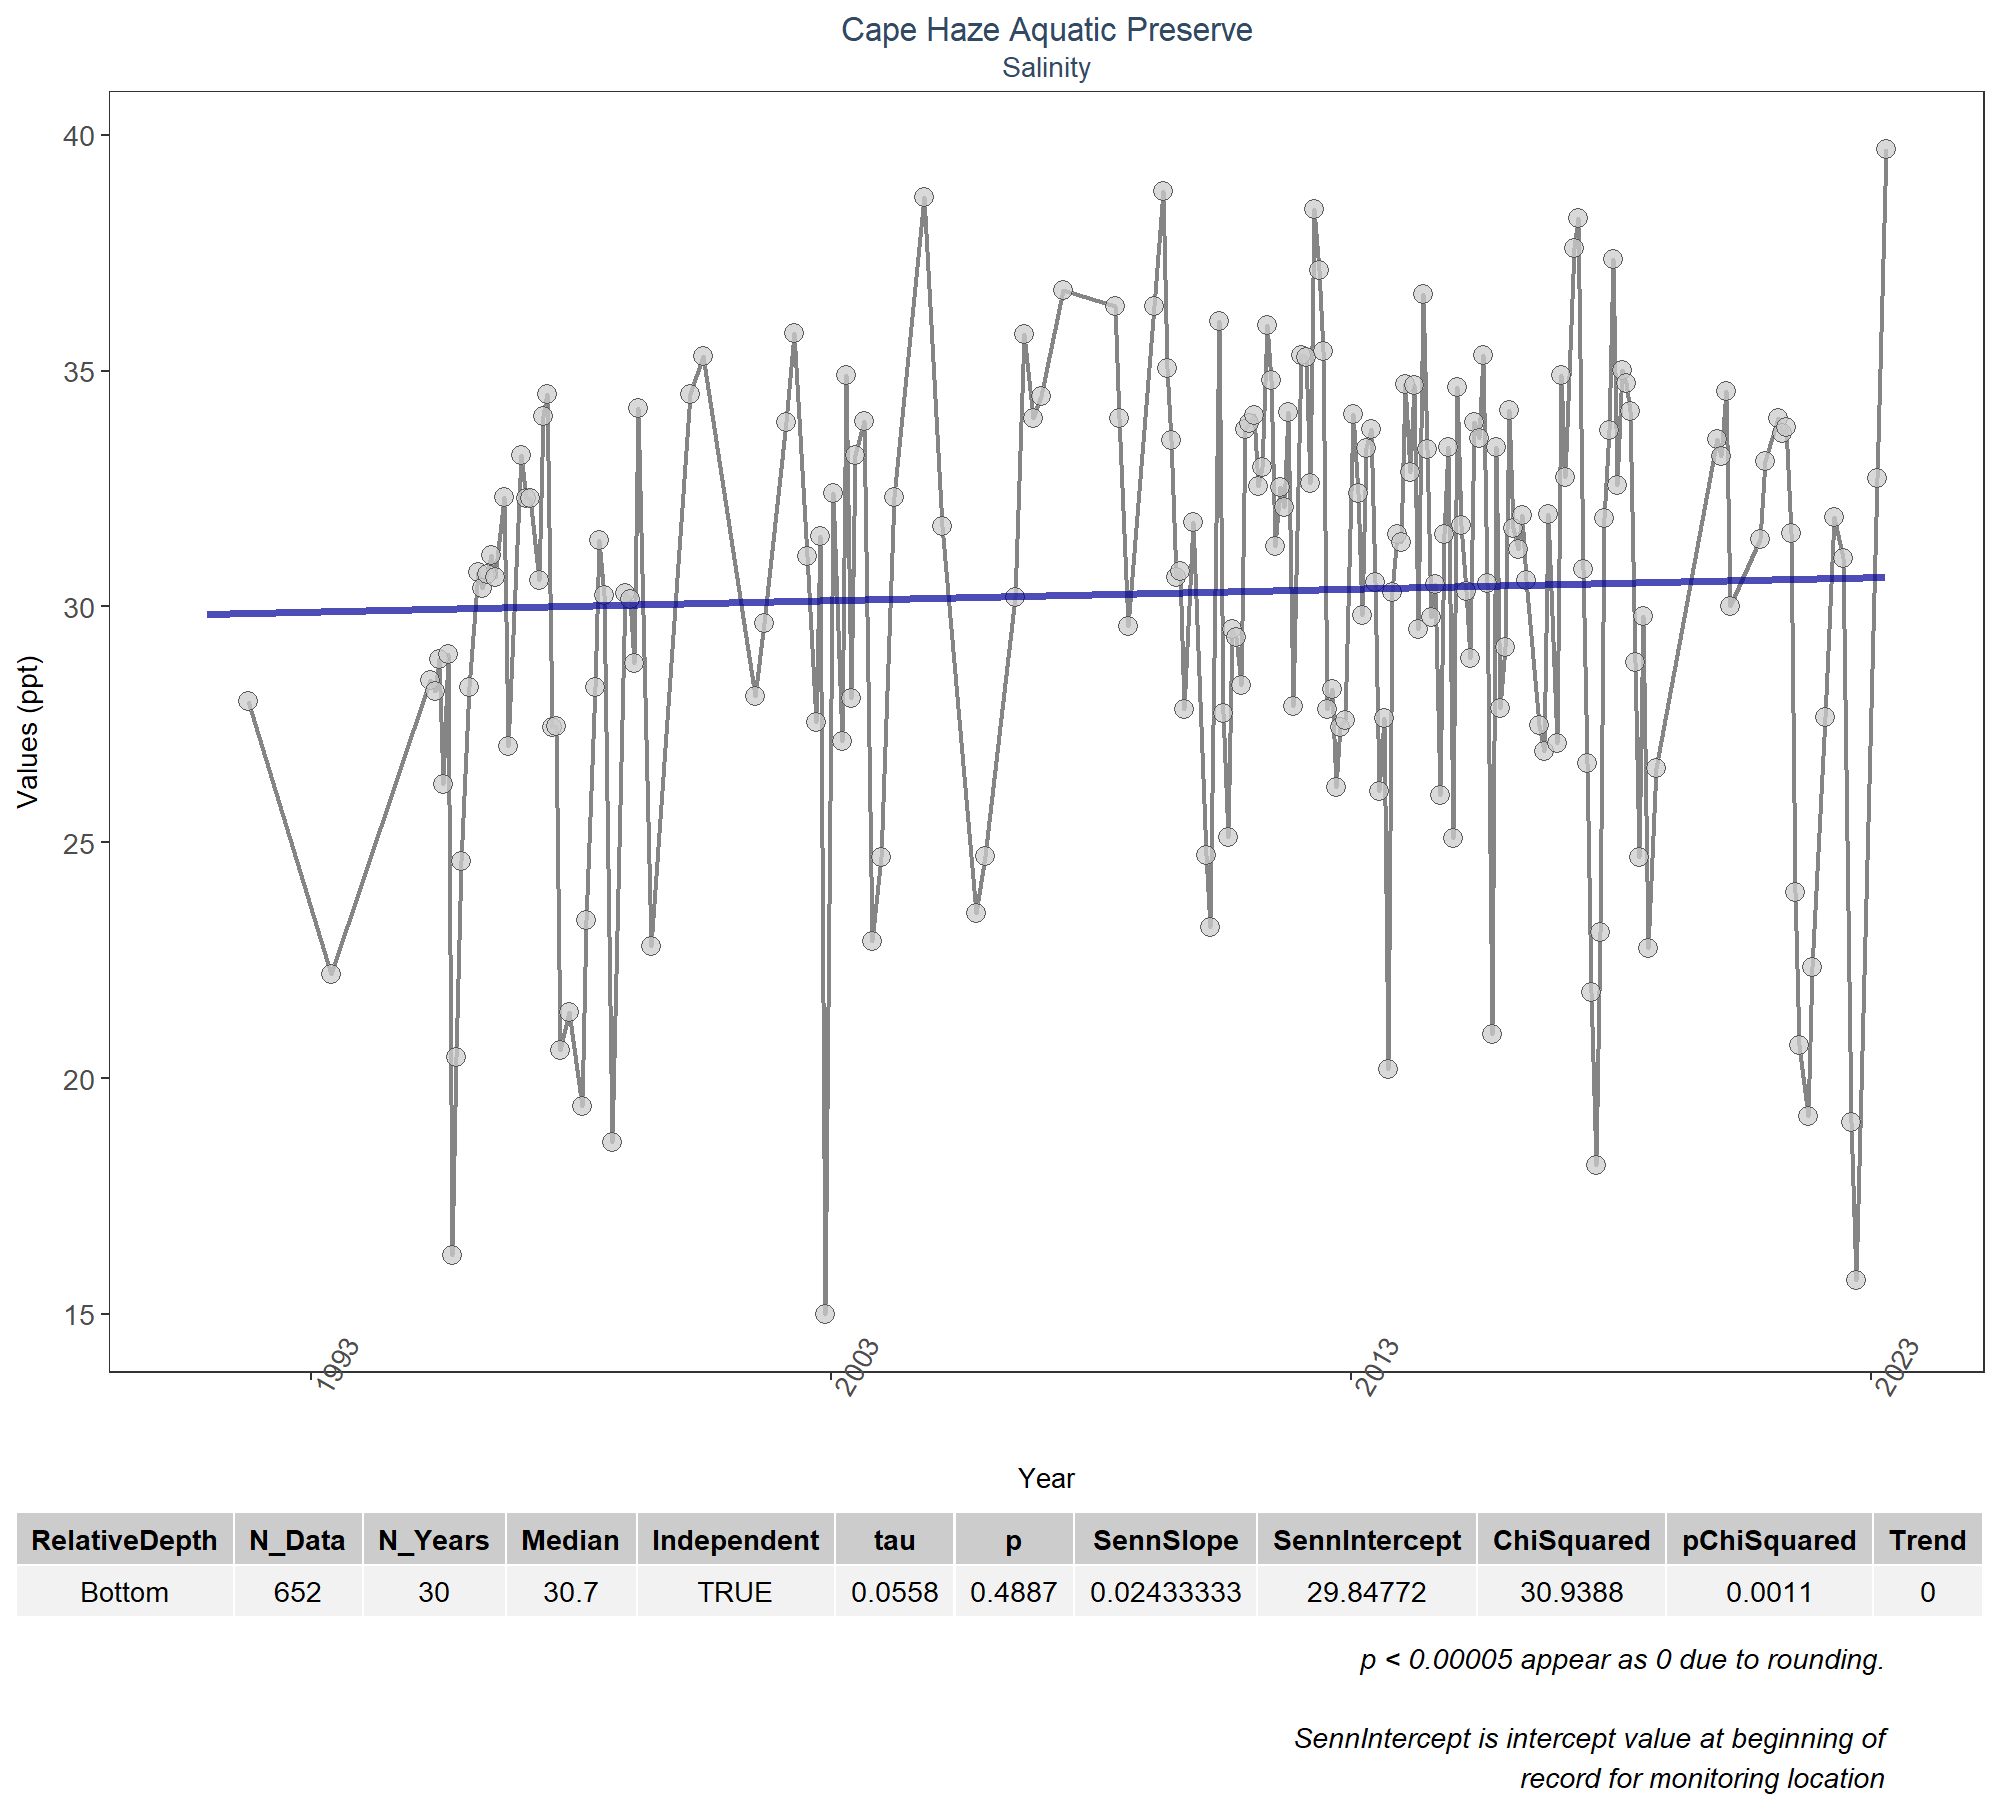 Cape Haze Aquatic Preserve
Salinity
40
35
30
25
20
15
Values (ppt)
1993
2003
2013
2023
Year
RelativeDepth N_Data N_Years Median Independent tau p SennSlope SennIntercept ChiSquared pChiSquared Trend
Bottom 652 30 30.7 TRUE 0.0558 0.4887 0.02433333 29.84772 30.9388 0.0011 0
p < 0.00005 appear as 0 due to rounding.
SennIntercept is intercept value at beginning of
record for monitoring location